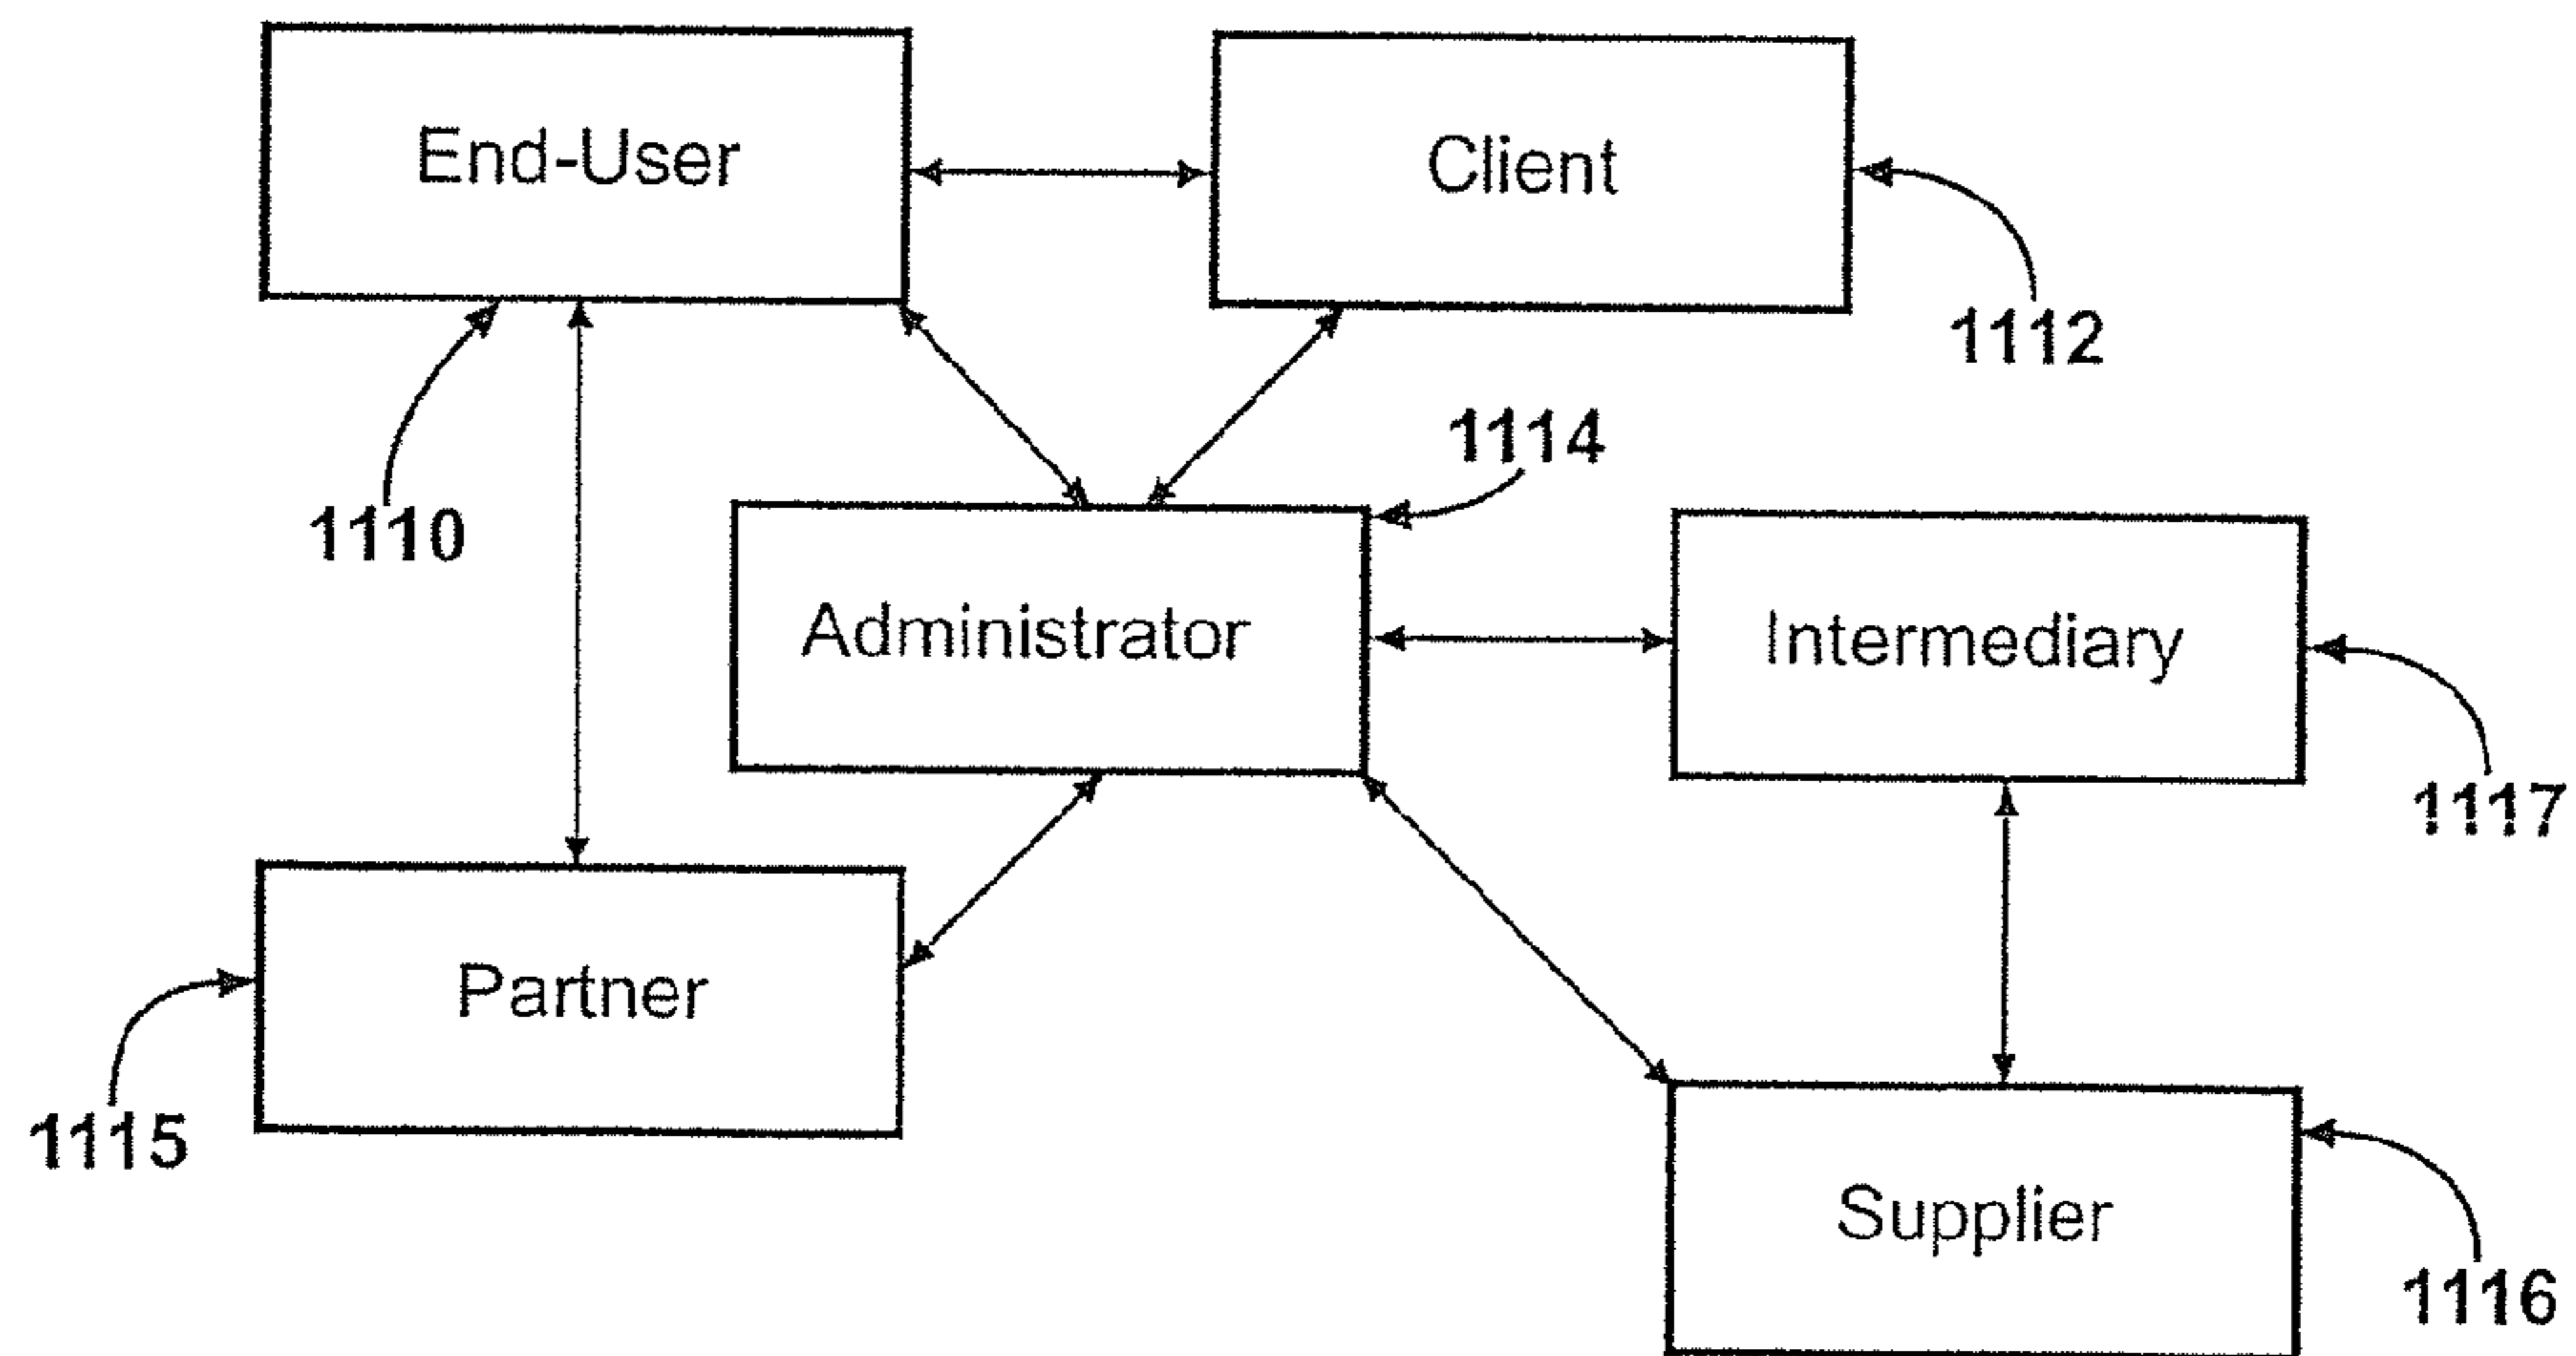 End-User
Client
1112
1114
1110
Administrator
Intermediary
1117
Partner
1115
Supplier
1116